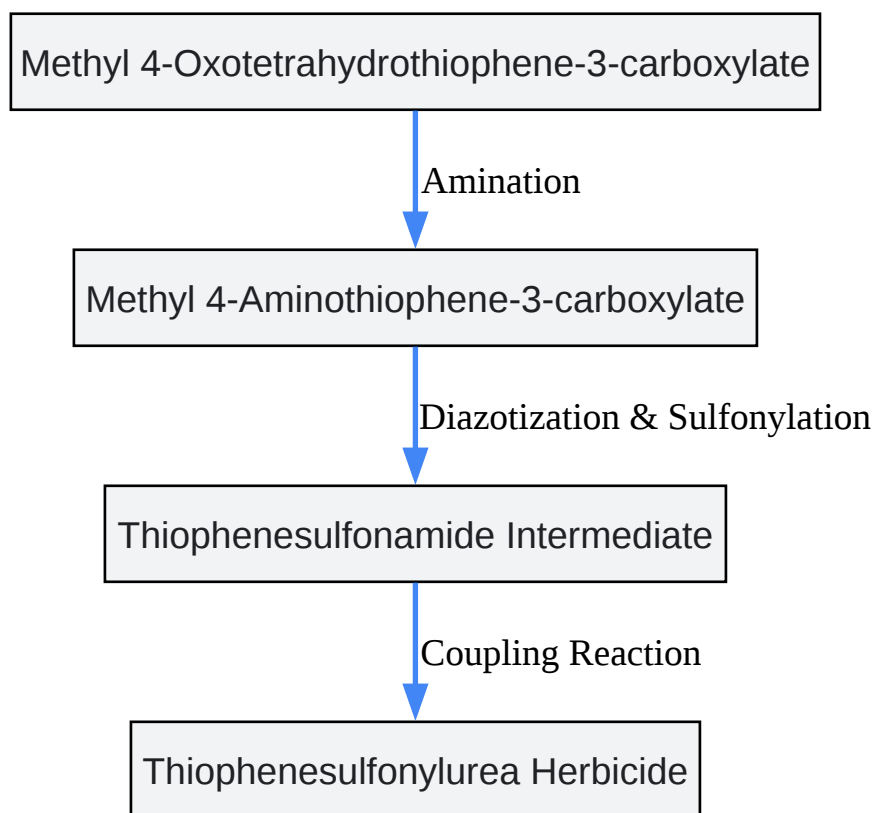 Methyl 4-Oxotetrahydrothiophene-3-carboxylate
Amination
Methyl 4-Aminothiophene-3-carboxylate
Diazotization & Sulfonylation
Thiophenesulfonamide Intermediate
Coupling Reaction
Thiophenesulfonylurea Herbicide